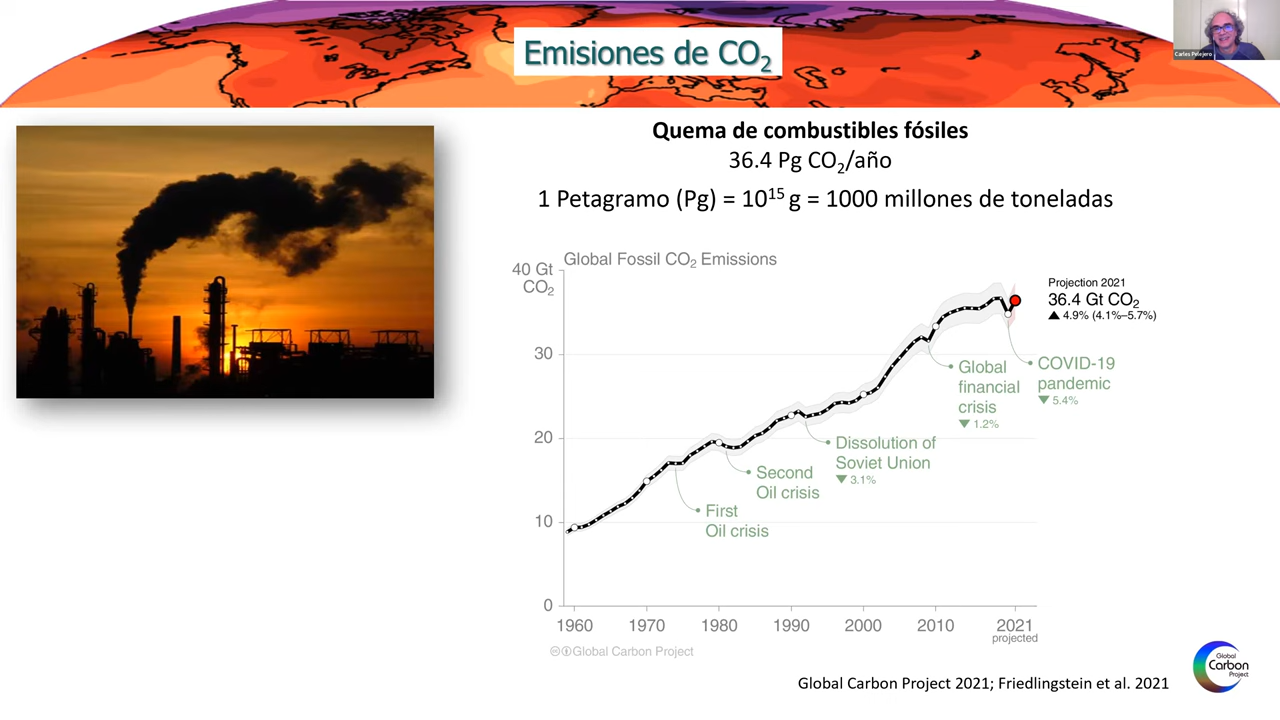 Emisiones de CO₂
Carles Pelejero
Quema de combustibles fósiles
36.4 Pg CO₂/año
1 Petagramo (Pg) = 10¹⁵ g = 1000 millones de toneladas
Global Fossil CO₂ Emissions
40 Gt
CO₂
30
20
10
0
1960 1970 1980 1990 2000 2010 2021
projected
Projection 2021
36.4 Gt CO₂
▲ 4.9% (4.1%–5.7%)
COVID-19
pandemic
▼ 5.4%
Global
financial
crisis
▼ 1.2%
Dissolution of
Soviet Union
▼ 3.1%
Second
Oil crisis
First
Oil crisis
Global Carbon Project
Global Carbon Project 2021; Friedlingstein et al. 2021
Global
Carbon
Project